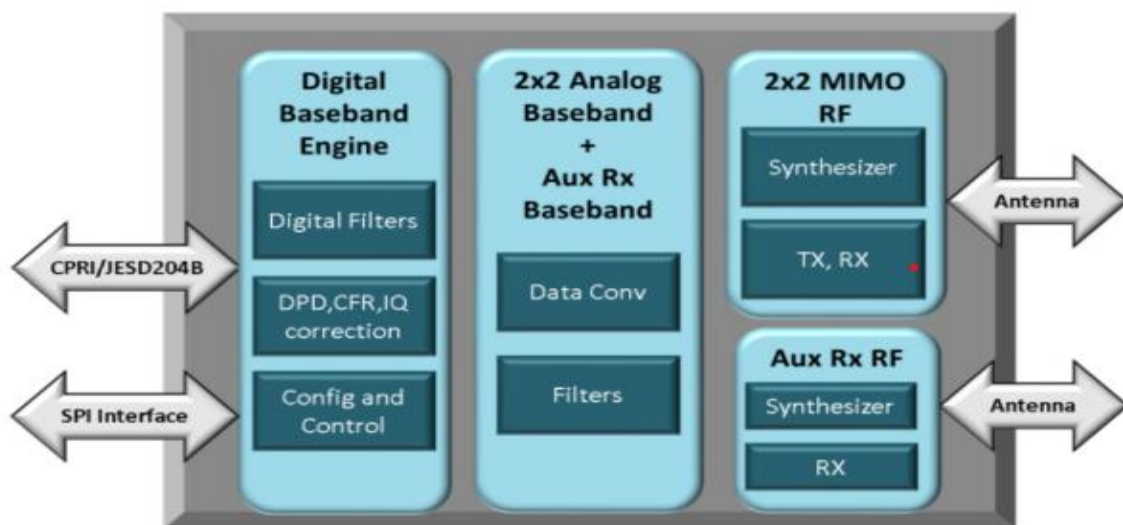 Digital
Baseband
Engine
Digital Filters
DPD,CFR,IQ
correction
Config and
Control
2x2 Analog
Baseband
+
Aux Rx
Baseband
Data Conv
Filters
2x2 MIMO
RF
Synthesizer
TX, RX
Aux Rx RF
Synthesizer
RX
CPRI/JESD204B
SPI Interface
Antenna
Antenna